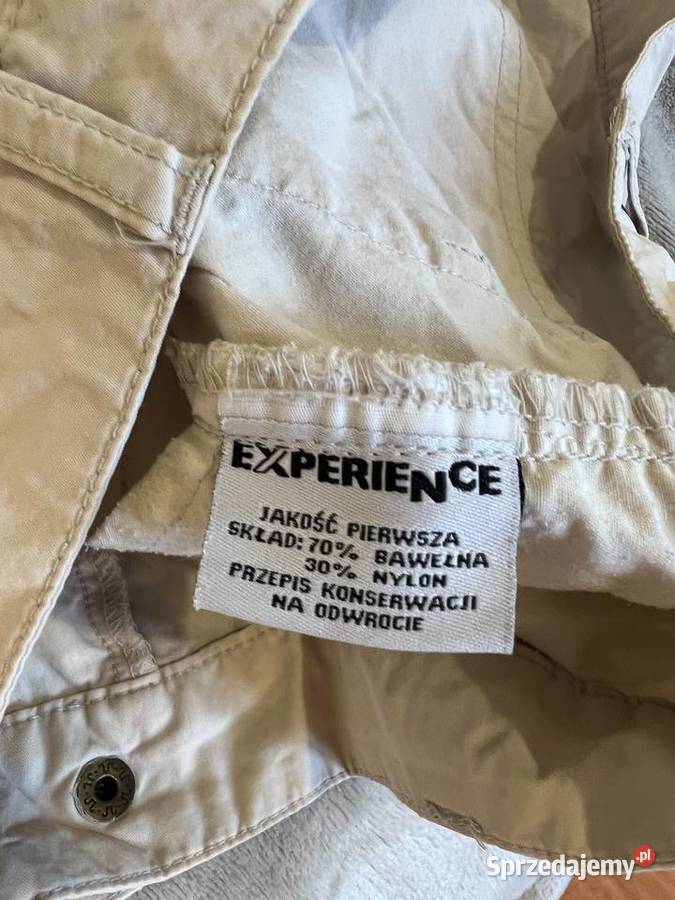 EXPERIENCE
JAKOŚĆ PIERWSZA
SKŁAD: 70% BAWEŁNA
30% NYLON
PRZEPIS KONSERWACJI
NA ODWROCIE
Sprzedajemy.pl